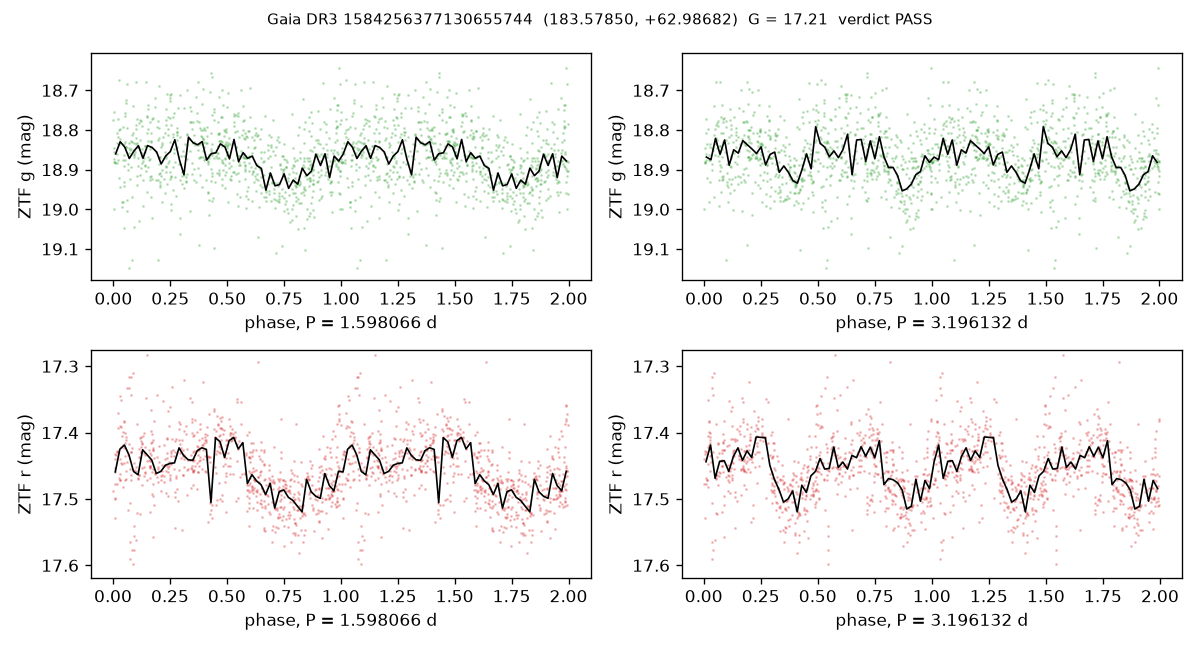 Gaia DR3 1584256377130655744 (183.57850, +62.98682) G = 17.21 verdict PASS
ZTF g (mag)
18.7
18.8
18.9
19.0
19.1
0.00 0.25 0.50 0.75 1.00 1.25 1.50 1.75 2.00
phase, P = 1.598066 d
ZTF g (mag)
18.7
18.8
18.9
19.0
19.1
0.00 0.25 0.50 0.75 1.00 1.25 1.50 1.75 2.00
phase, P = 3.196132 d
ZTF r (mag)
17.3
17.4
17.5
17.6
0.00 0.25 0.50 0.75 1.00 1.25 1.50 1.75 2.00
phase, P = 1.598066 d
ZTF r (mag)
17.3
17.4
17.5
17.6
0.00 0.25 0.50 0.75 1.00 1.25 1.50 1.75 2.00
phase, P = 3.196132 d